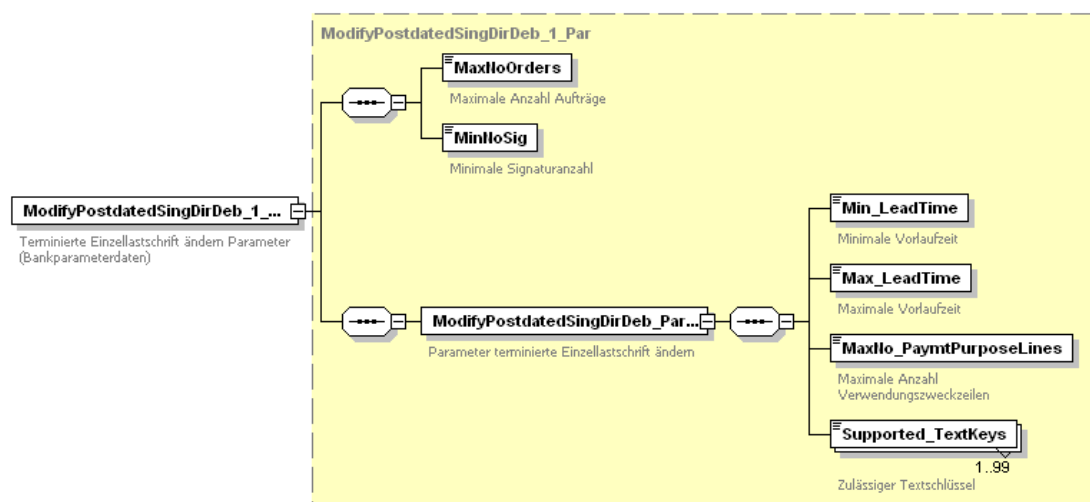 ModifyPostdatedSingDirDeb_1_Par
MaxNoOrders
Maximale Anzahl Aufträge
MinNoSig
Minimale Signaturanzahl
ModifyPostdatedSingDirDeb_1_...
Terminierte Einzellastschrift ändern Parameter
(Bankparameterdaten)
Min_LeadTime
Minimale Vorlaufzeit
Max_LeadTime
Maximale Vorlaufzeit
ModifyPostdatedSingDirDeb_Par...
Parameter terminierte Einzellastschrift ändern
MaxNo_PaymtPurposeLines
Maximale Anzahl
Verwendungszweckzeilen
Supported_TextKeys
1..99
Zulässiger Textschlüssel